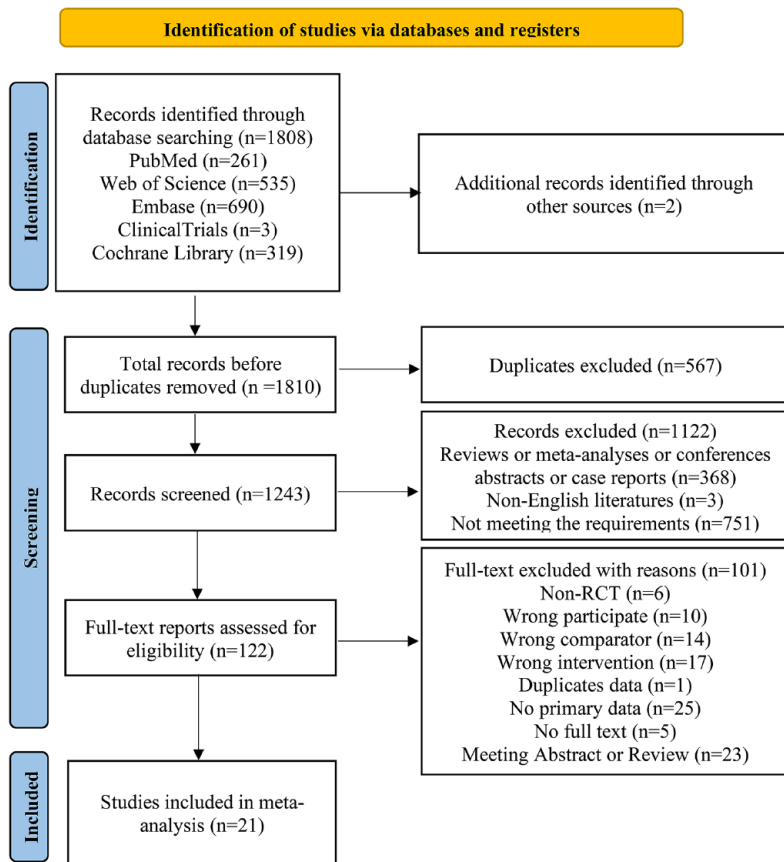 Identification of studies via databases and registers
Identification
Records identified through
database searching (n=1808)
PubMed (n=261)
Web of Science (n=535)
Embase (n=690)
ClinicalTrials (n=3)
Cochrane Library (n=319)
Additional records identified through
other sources (n=2)
Screening
Total records before
duplicates removed (n =1810)
Duplicates excluded (n=567)
Records screened (n=1243)
Records excluded (n=1122)
Reviews or meta-analyses or conferences
abstracts or case reports (n=368)
Non-English literatures (n=3)
Not meeting the requirements (n=751)
Full-text reports assessed for
eligibility (n=122)
Full-text excluded with reasons (n=101)
Non-RCT (n=6)
Wrong participate (n=10)
Wrong comparator (n=14)
Wrong intervention (n=17)
Duplicates data (n=1)
No primary data (n=25)
No full text (n=5)
Meeting Abstract or Review (n=23)
Included
Studies included in meta-
analysis (n=21)